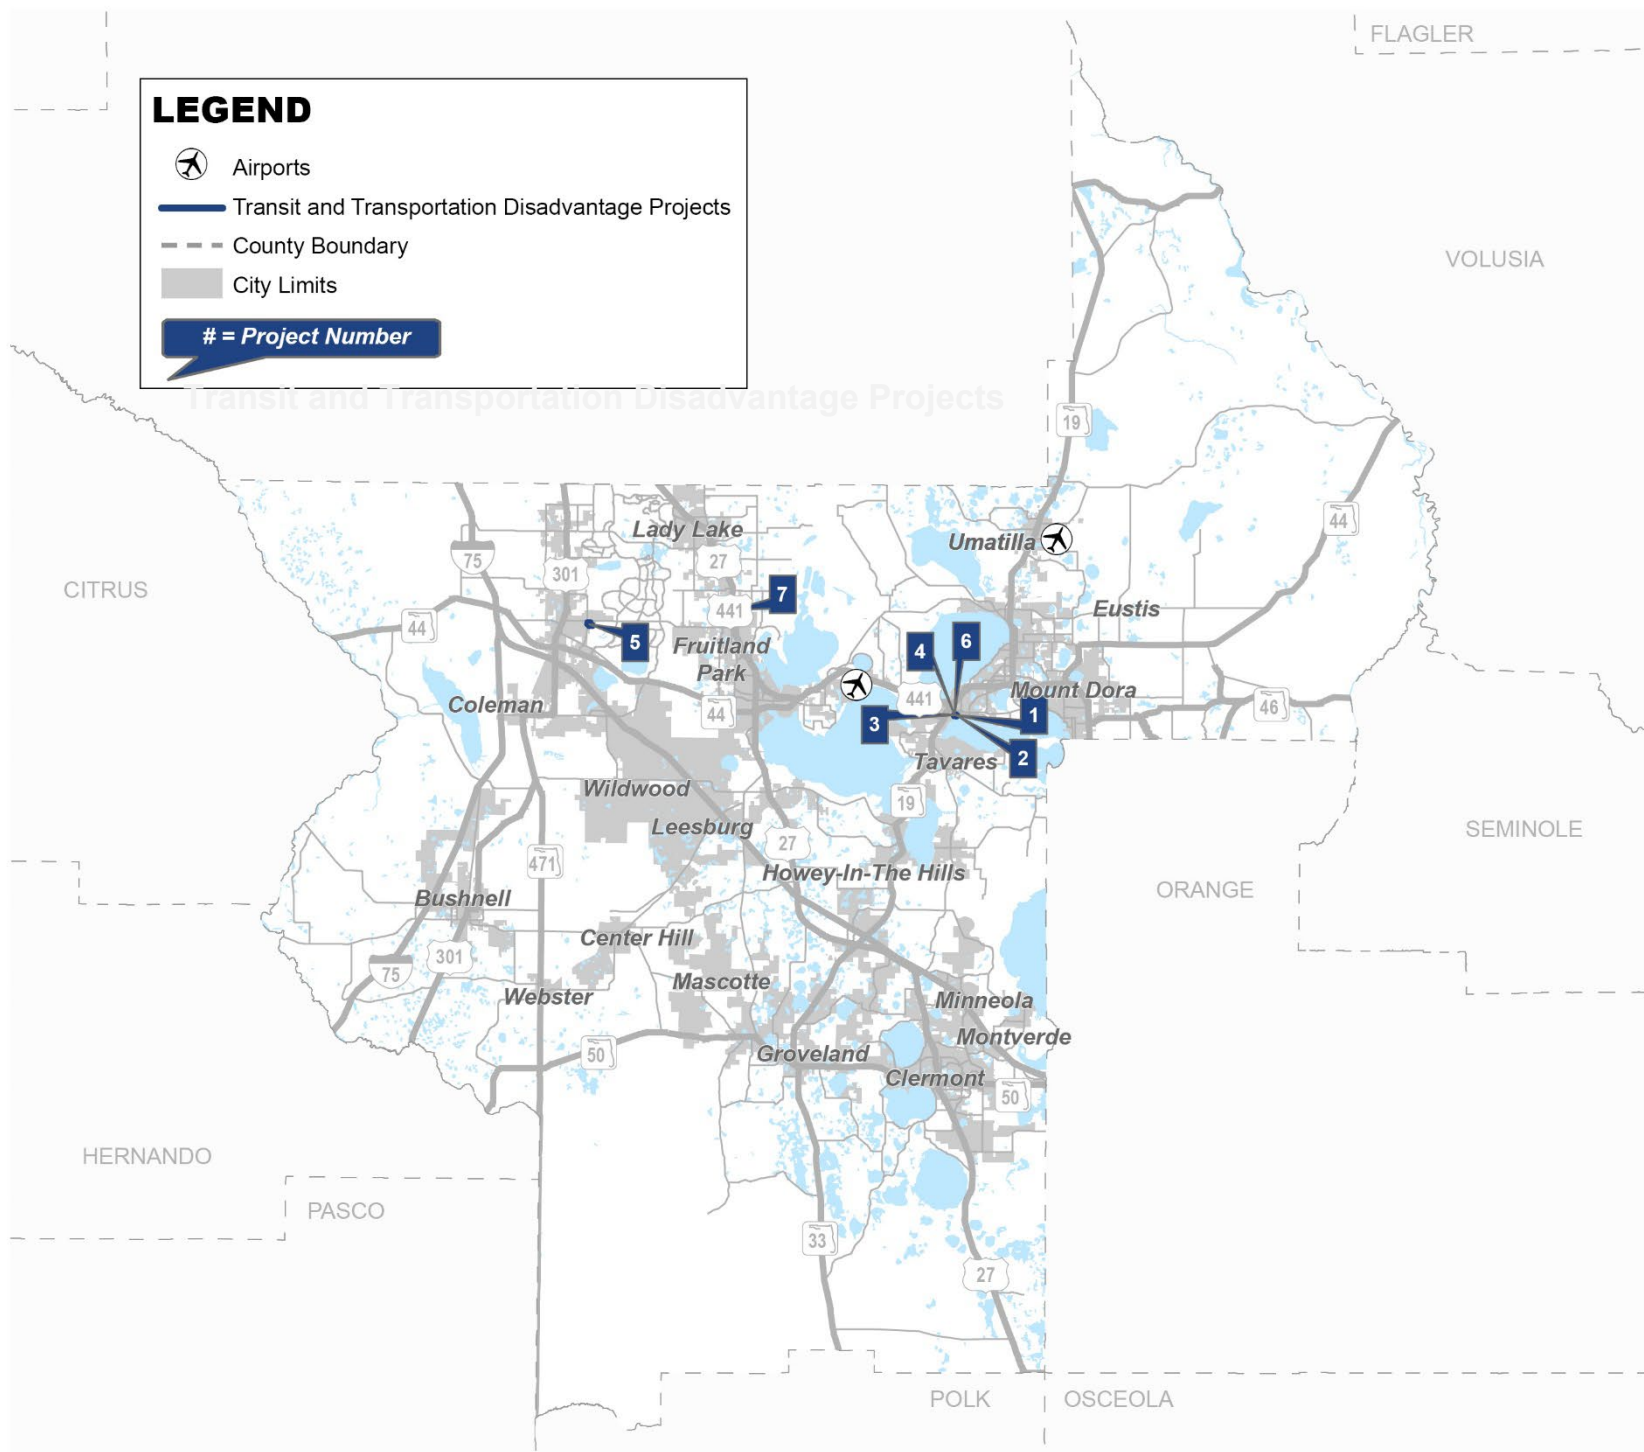 FLAGLER
LEGEND
Airports
Transit and Transportation Disadvantage Projects
County Boundary
City Limits
# = Project Number
VOLUSIA
Transit and Transportation Disadvantage Projects
19
Lady Lake
44
Umatilla
75
27
301
CITRUS
7
441
Eustis
44
5
4
6
Fruitland
Park
Mount Dora
441
Coleman
44
46
3
1
2
Tavares
Wildwood
19
Leesburg
SEMINOLE
27
471
Howey-In-The Hills
ORANGE
Bushnell
Center Hill
301
75
Mascotte
Webster
Minneola
Montverde
50
Groveland
Clermont
50
HERNANDO
PASCO
33
27
POLK
OSCEOLA